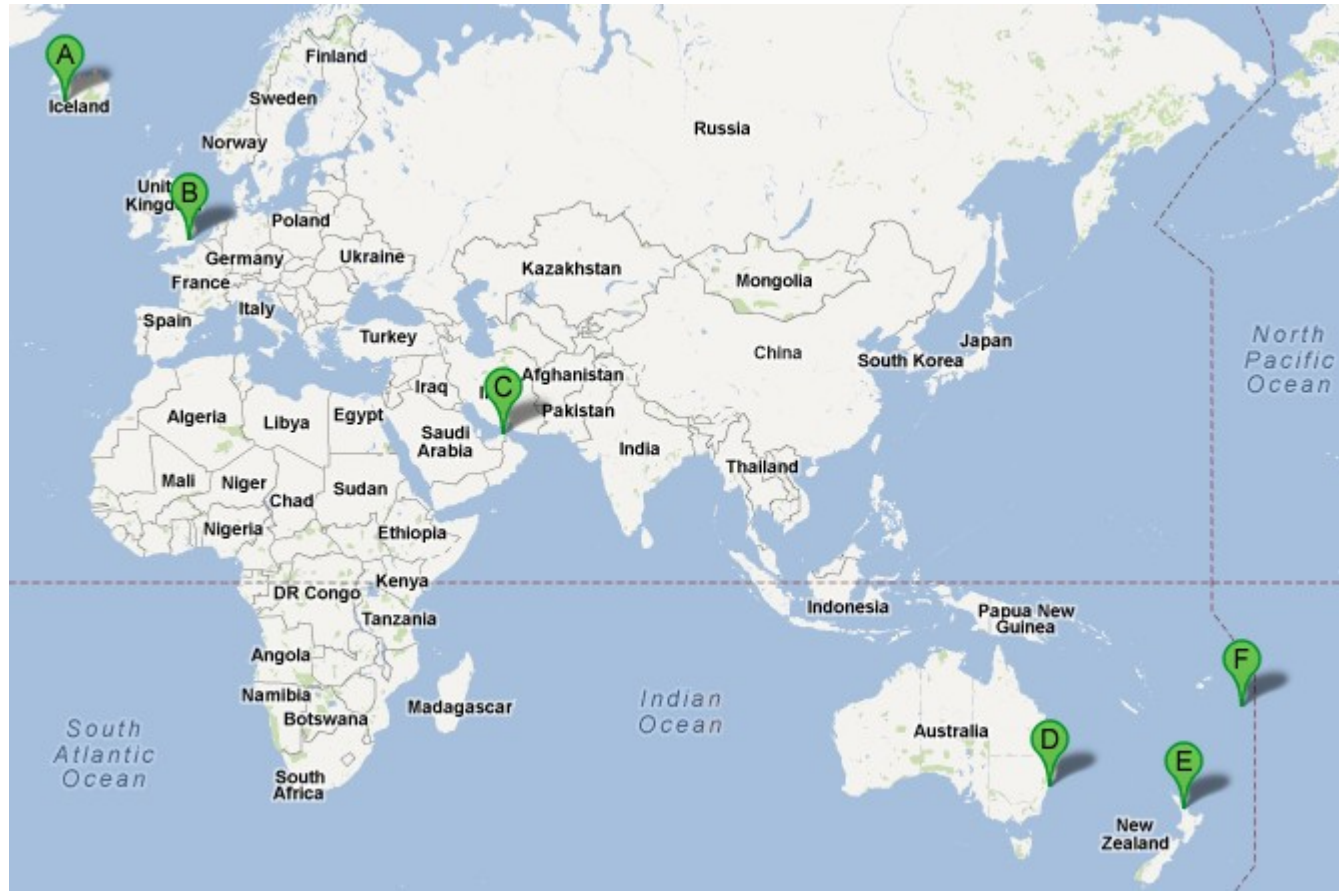 A
Iceland
Finland
Sweden
Norway
Russia
B
Poland
Germany
Ukraine
France
Kazakhstan
Mongolia
Italy
Spain
Turkey
China
South Korea
Japan
North
Pacific
Ocean
Afghanistan
Iraq
C
Pakistan
Algeria
Libya
Egypt
Saudi
Arabia
India
Thailand
Mali
Niger
Chad
Sudan
Nigeria
Ethiopia
Kenya
DR Congo
Tanzania
Indonesia
Papua New
Guinea
Angola
Namibia
Botswana
Madagascar
Indian
Ocean
Australia
F
D
E
South
Atlantic
Ocean
South
Africa
New
Zealand